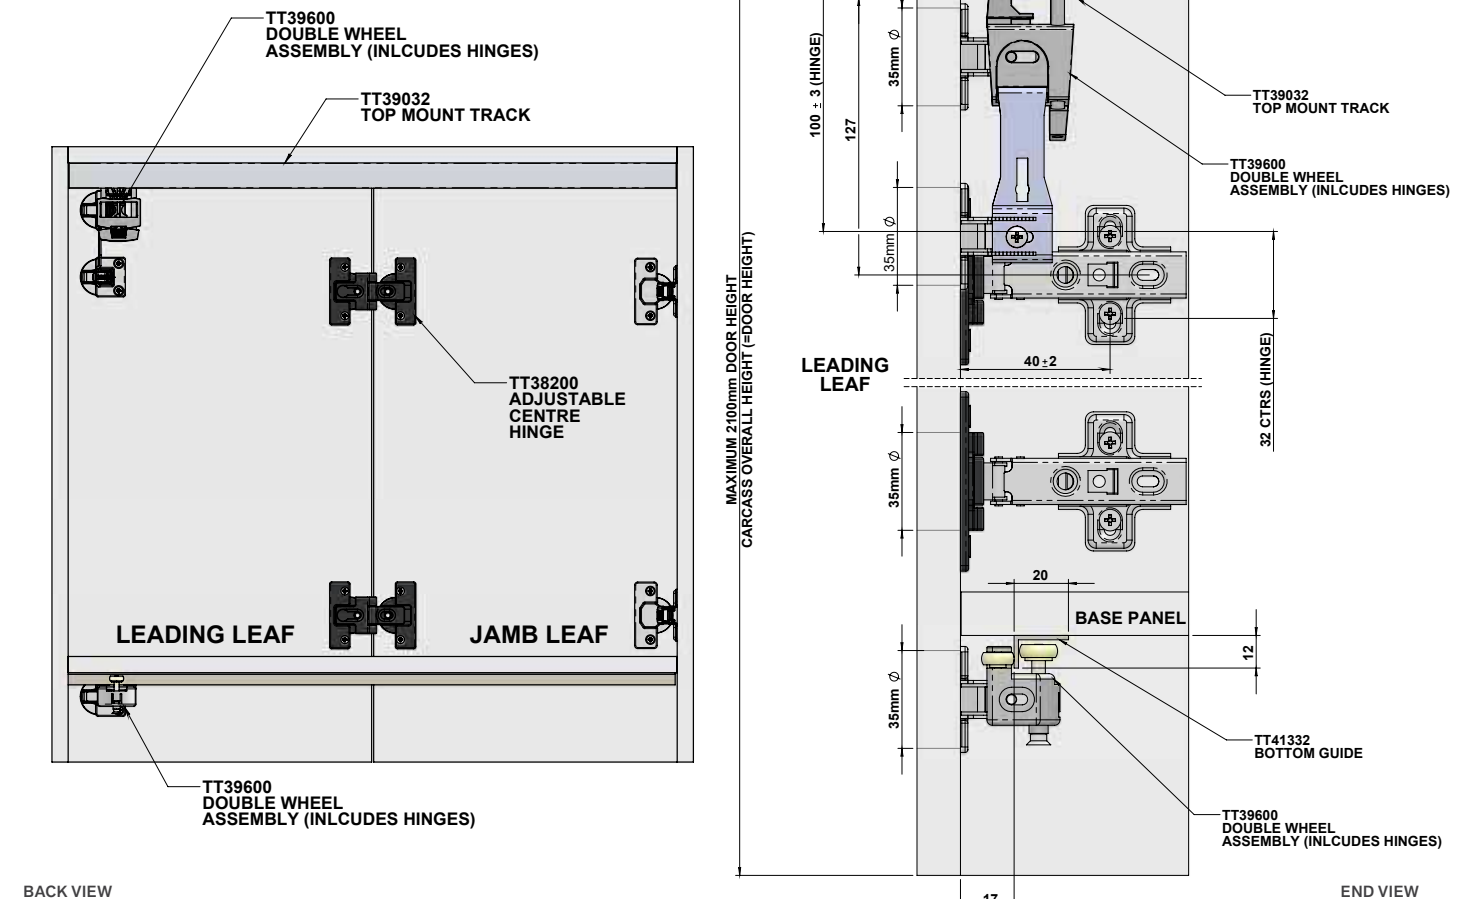 TT39600
DOUBLE WHEEL
ASSEMBLY (INLCUDES HINGES)
TT39032
TOP MOUNT TRACK
TT38200
ADJUSTABLE
CENTRE
HINGE
LEADING LEAF
JAMB LEAF
TT39600
DOUBLE WHEEL
ASSEMBLY (INLCUDES HINGES)
BACK VIEW
MAXIMUM 2100mm DOOR HEIGHT
CARCASS OVERALL HEIGHT (=DOOR HEIGHT)
100 ± 3 (HINGE)
127
35mm Ø
35mm Ø
TT39032
TOP MOUNT TRACK
TT39600
DOUBLE WHEEL
ASSEMBLY (INLCUDES HINGES)
LEADING
LEAF
40±2
32 CTRS (HINGE)
35mm Ø
20
BASE PANEL
12
35mm Ø
TT41332
BOTTOM GUIDE
TT39600
DOUBLE WHEEL
ASSEMBLY (INLCUDES HINGES)
17
END VIEW